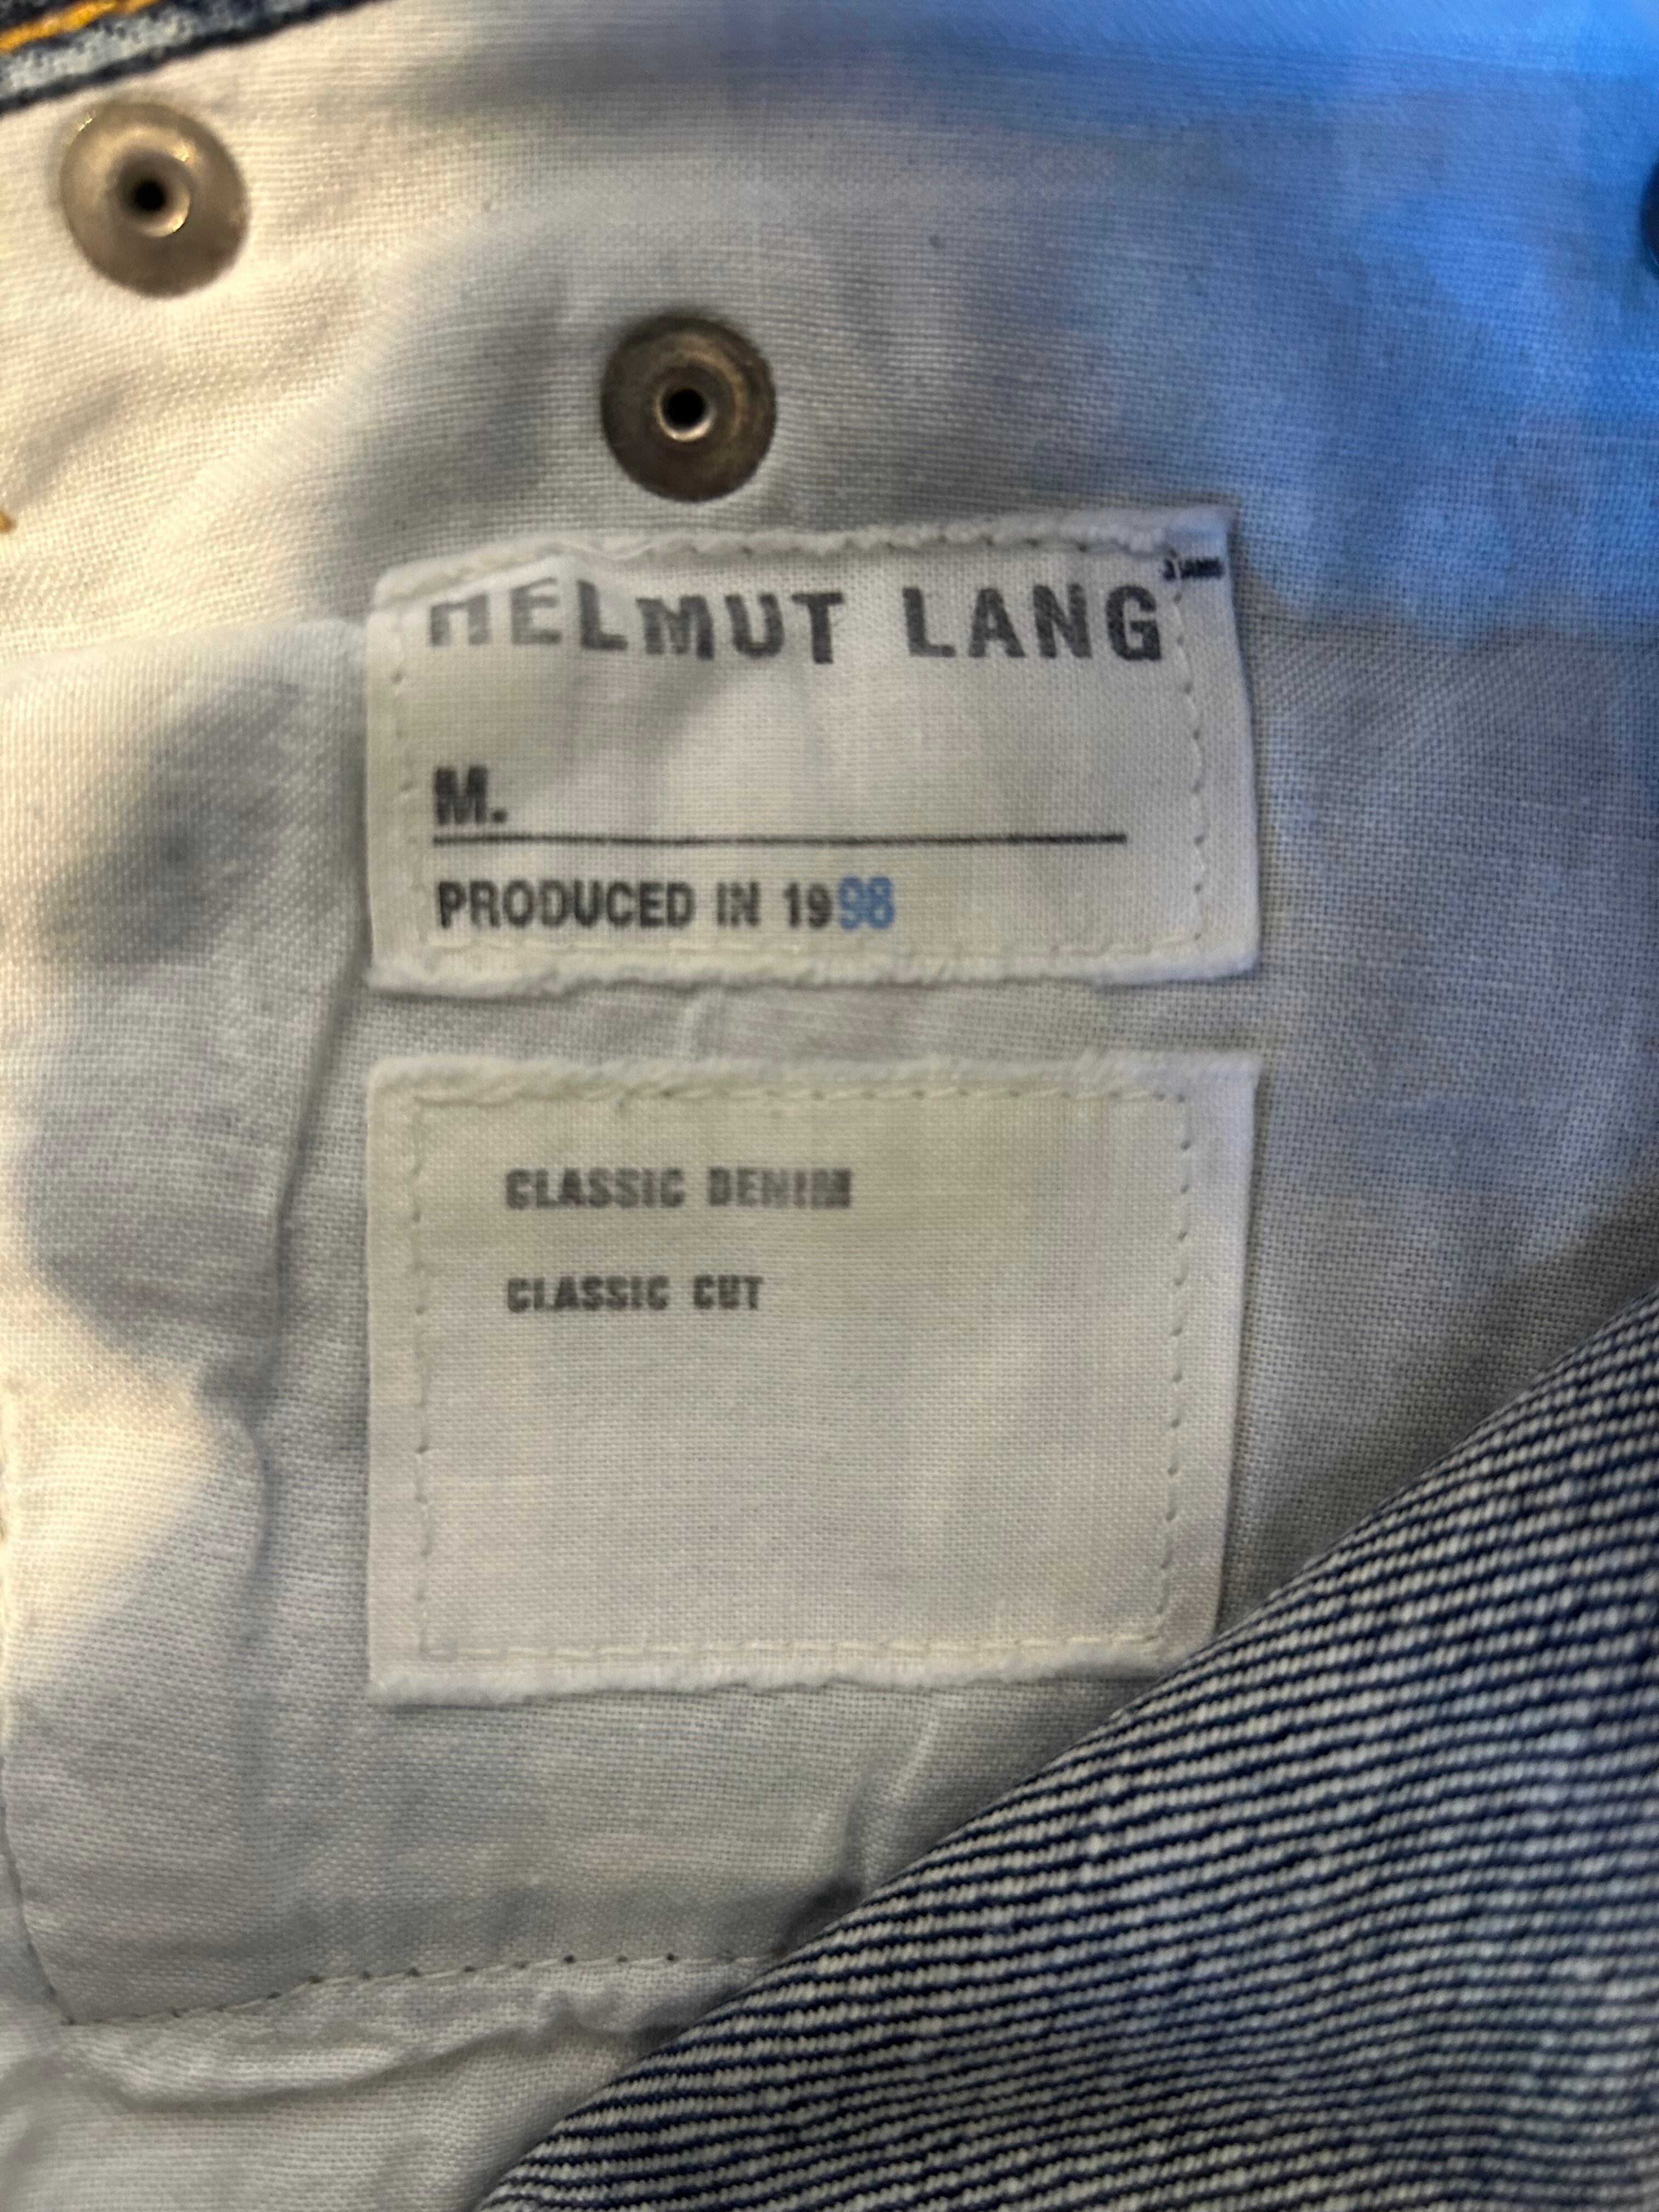 HELMUT LANG
M.
PRODUCED IN 1998
CLASSIC DENIM
CLASSIC CUT